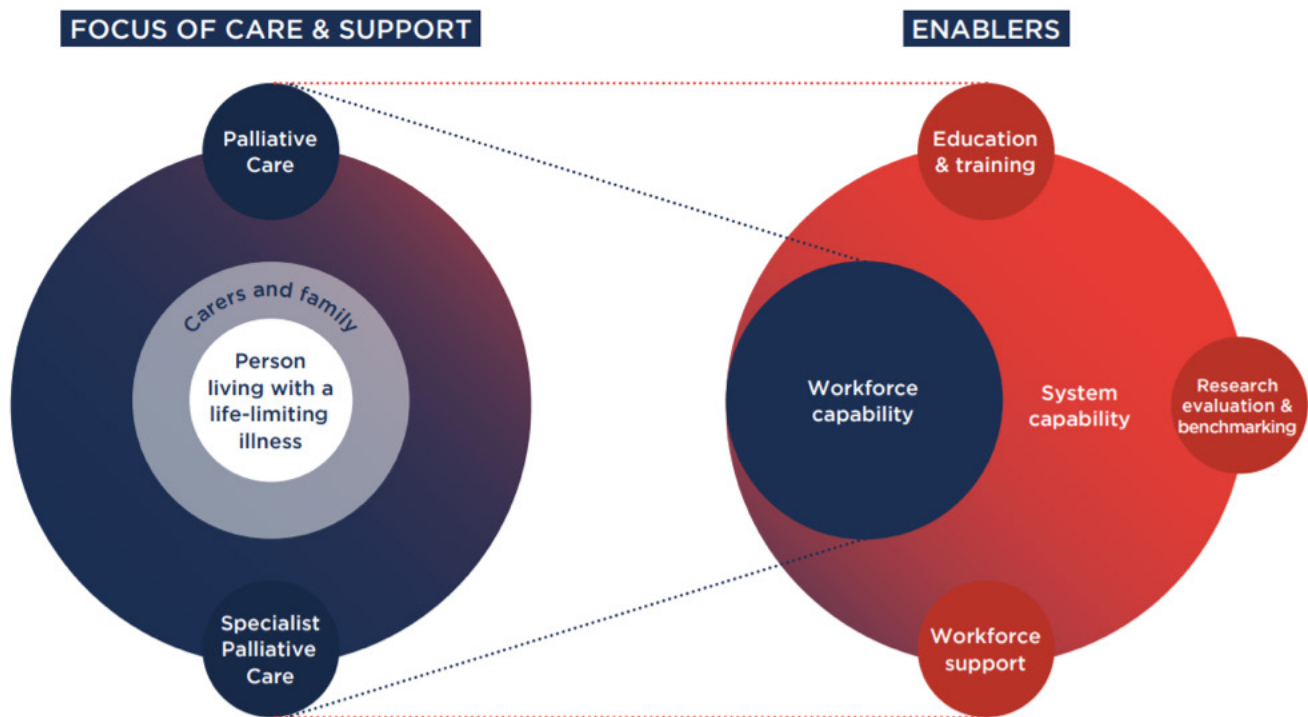 FOCUS OF CARE & SUPPORT
Palliative
Care
Carers and family
Person
living with a
life-limiting
illness
Specialist
Palliative
Care
ENABLERS
Education
& training
Workforce
capability
System
capability
Research
evaluation &
benchmarking
Workforce
support